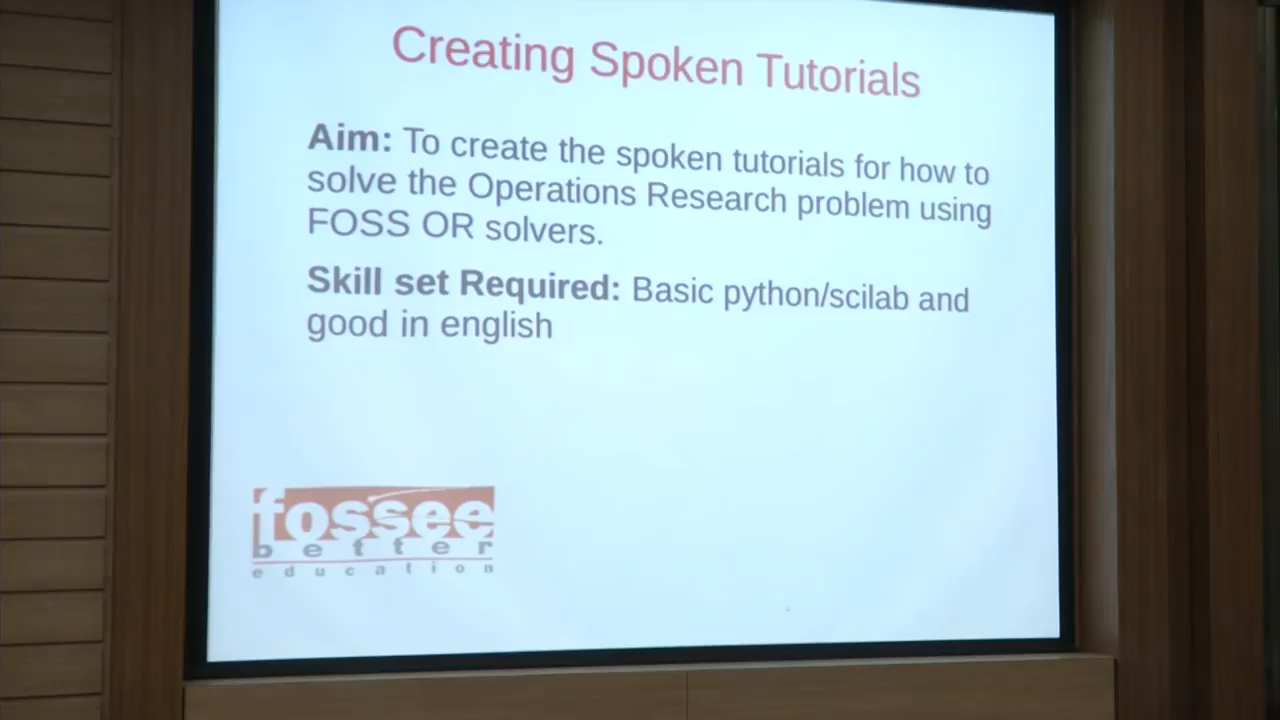 Creating Spoken Tutorials
Aim: To create the spoken tutorials for how to
solve the Operations Research problem using
FOSS OR solvers.
Skill set Required: Basic python/scilab and
good in english
fossee
better
education